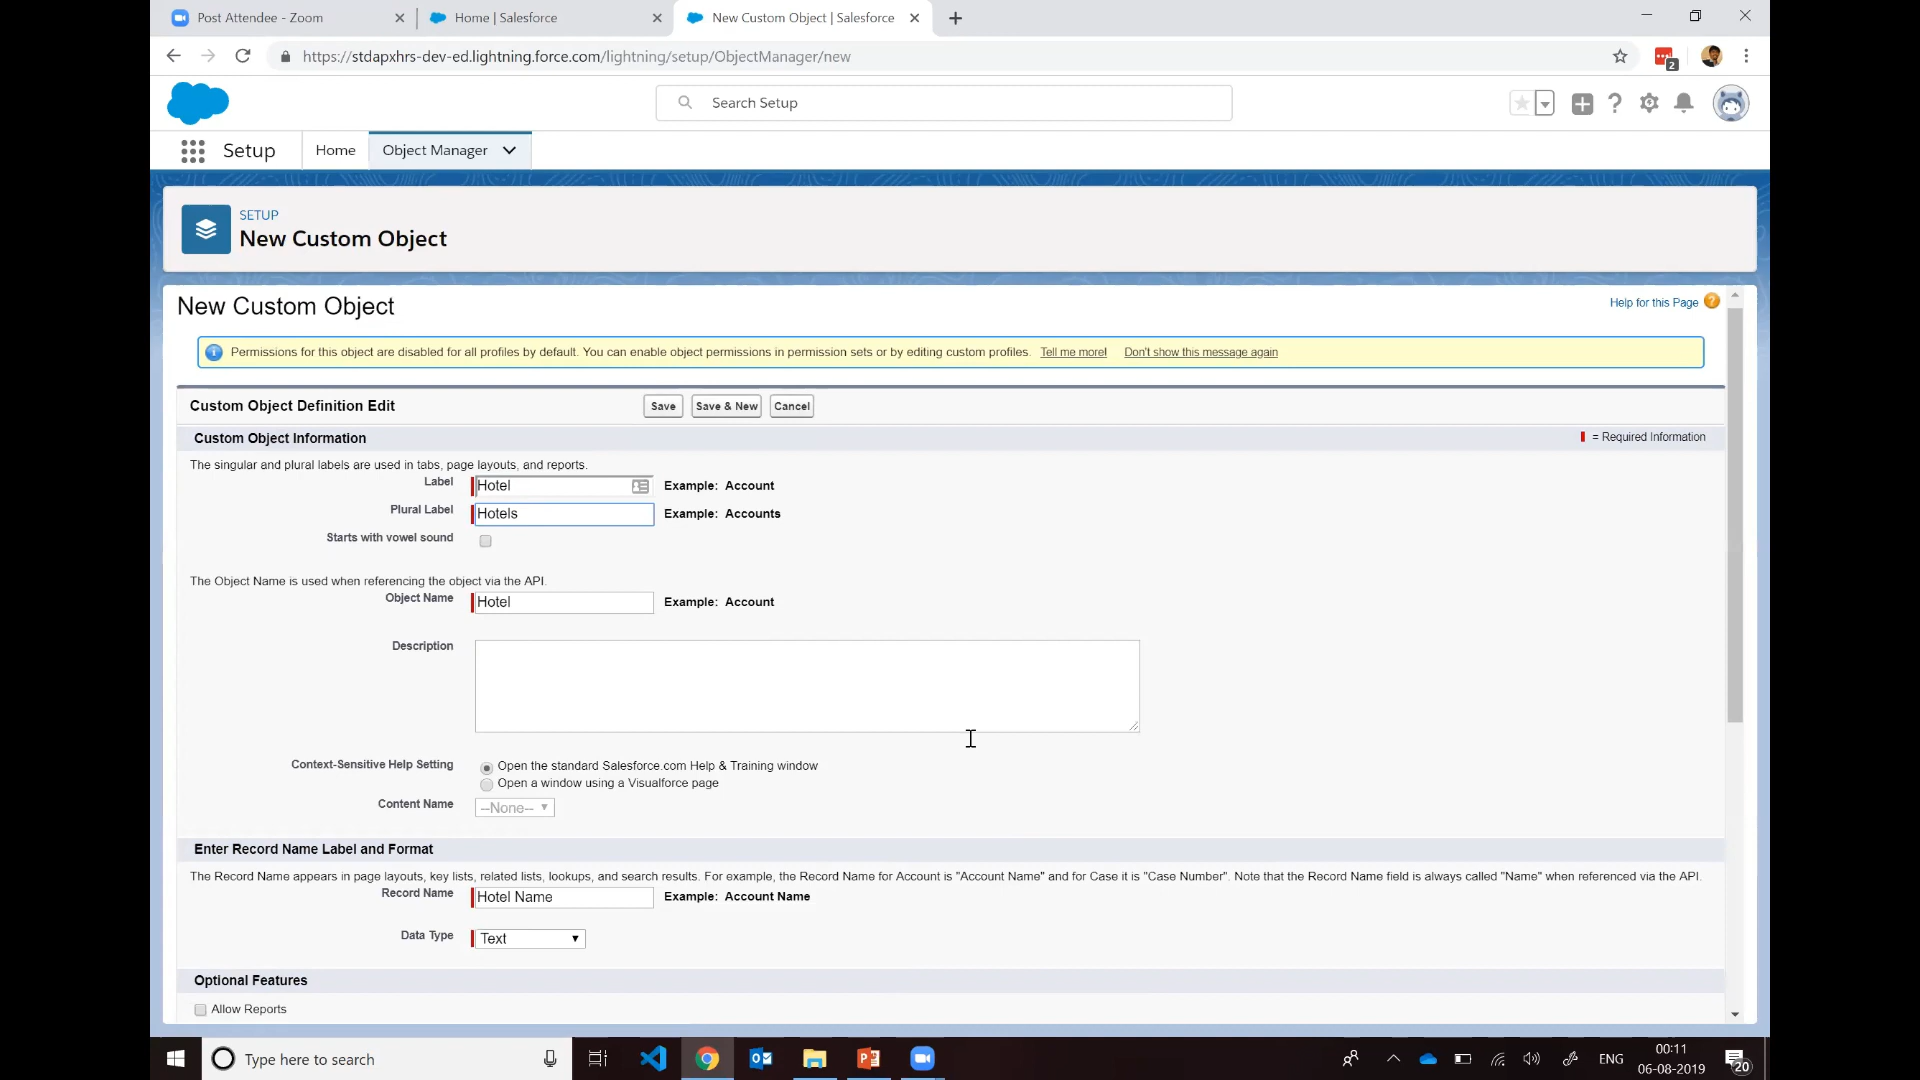 Post Attendee - Zoom
Home | Salesforce
New Custom Object | Salesforce
https://stdapxhrs-dev-ed.lightning.force.com/lightning/setup/ObjectManager/new
2
Search Setup
Setup
Home
Object Manager
SETUP
New Custom Object
New Custom Object
Help for this Page
Permissions for this object are disabled for all profiles by default. You can enable object permissions in permission sets or by editing custom profiles. Tell me more! Don't show this message again
Custom Object Definition Edit
Save
Save & New
Cancel
Custom Object Information
= Required Information
The singular and plural labels are used in tabs, page layouts, and reports.
Label Hotel Example: Account
Plural Label Hotels Example: Accounts
Starts with vowel sound
The Object Name is used when referencing the object via the API.
Object Name Hotel Example: Account
Description
Context-Sensitive Help Setting Open the standard Salesforce.com Help & Training window
Open a window using a Visualforce page
Content Name --None--
Enter Record Name Label and Format
The Record Name appears in page layouts, key lists, related lists, lookups, and search results. For example, the Record Name for Account is "Account Name" and for Case it is "Case Number". Note that the Record Name field is always called "Name" when referenced via the API.
Record Name Hotel Name Example: Account Name
Data Type Text
Optional Features
Allow Reports
Type here to search
ENG
00:11
06-08-2019
20